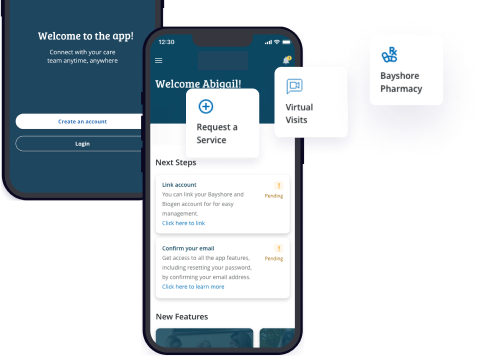 Welcome to the app!
Connect with your care
team anytime, anywhere
Create an account
Login
12:30
Welcome Abigail!
Request a
Service
Virtual
Visits
Bayshore
Pharmacy
Next Steps
Link account
Pending
You can link your Bayshore and
Biogen account for for easy
management.
Click here to link
Confirm your email
Pending
Get access to all the app features,
including resetting your password,
by confirming your email address.
Click here to learn more
New Features